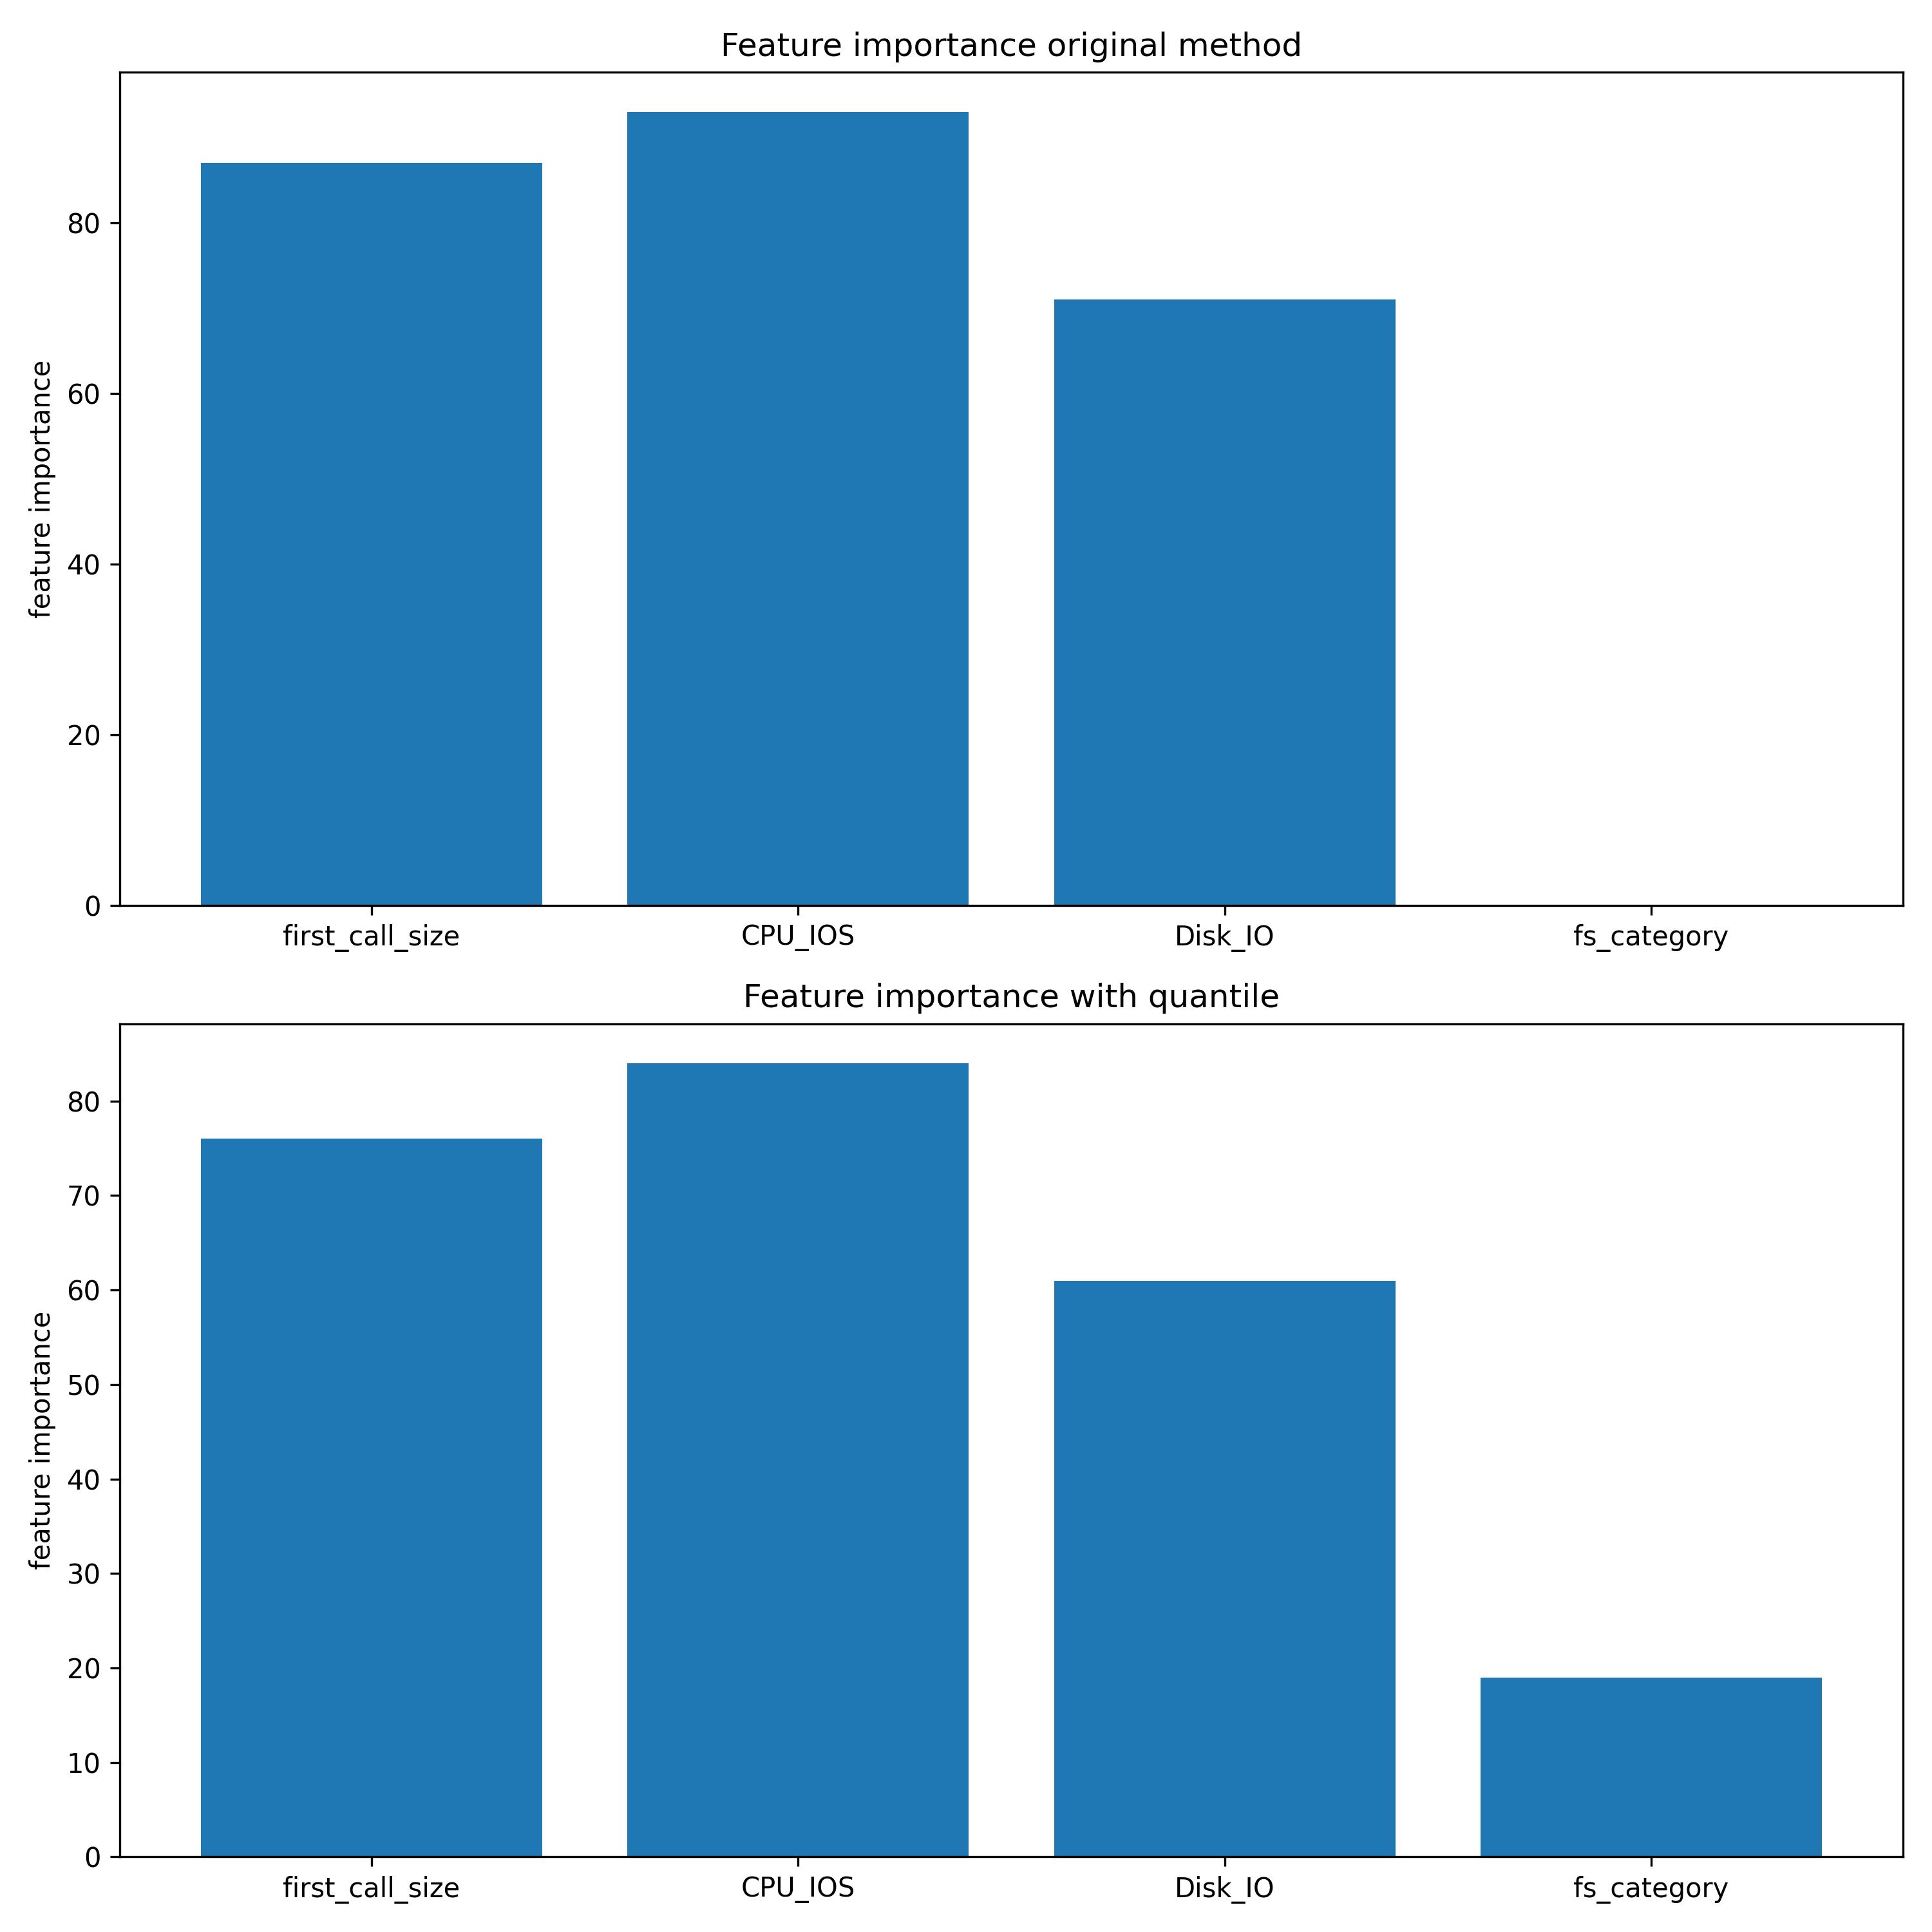 Feature importance original method
feature importance
80
60
40
20
0
first_call_size CPU_IOS Disk_IO fs_category
Feature importance with quantile
feature importance
80
70
60
50
40
30
20
10
0
first_call_size CPU_IOS Disk_IO fs_category